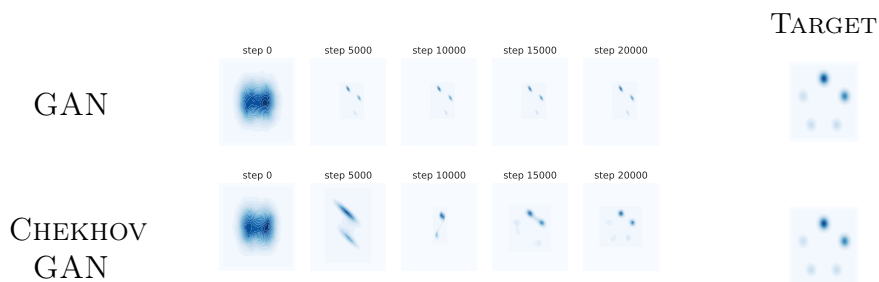 TARGET
step 0 step 5000 step 10000 step 15000 step 20000
GAN
step 0 step 5000 step 10000 step 15000 step 20000
CHEKHOV
GAN